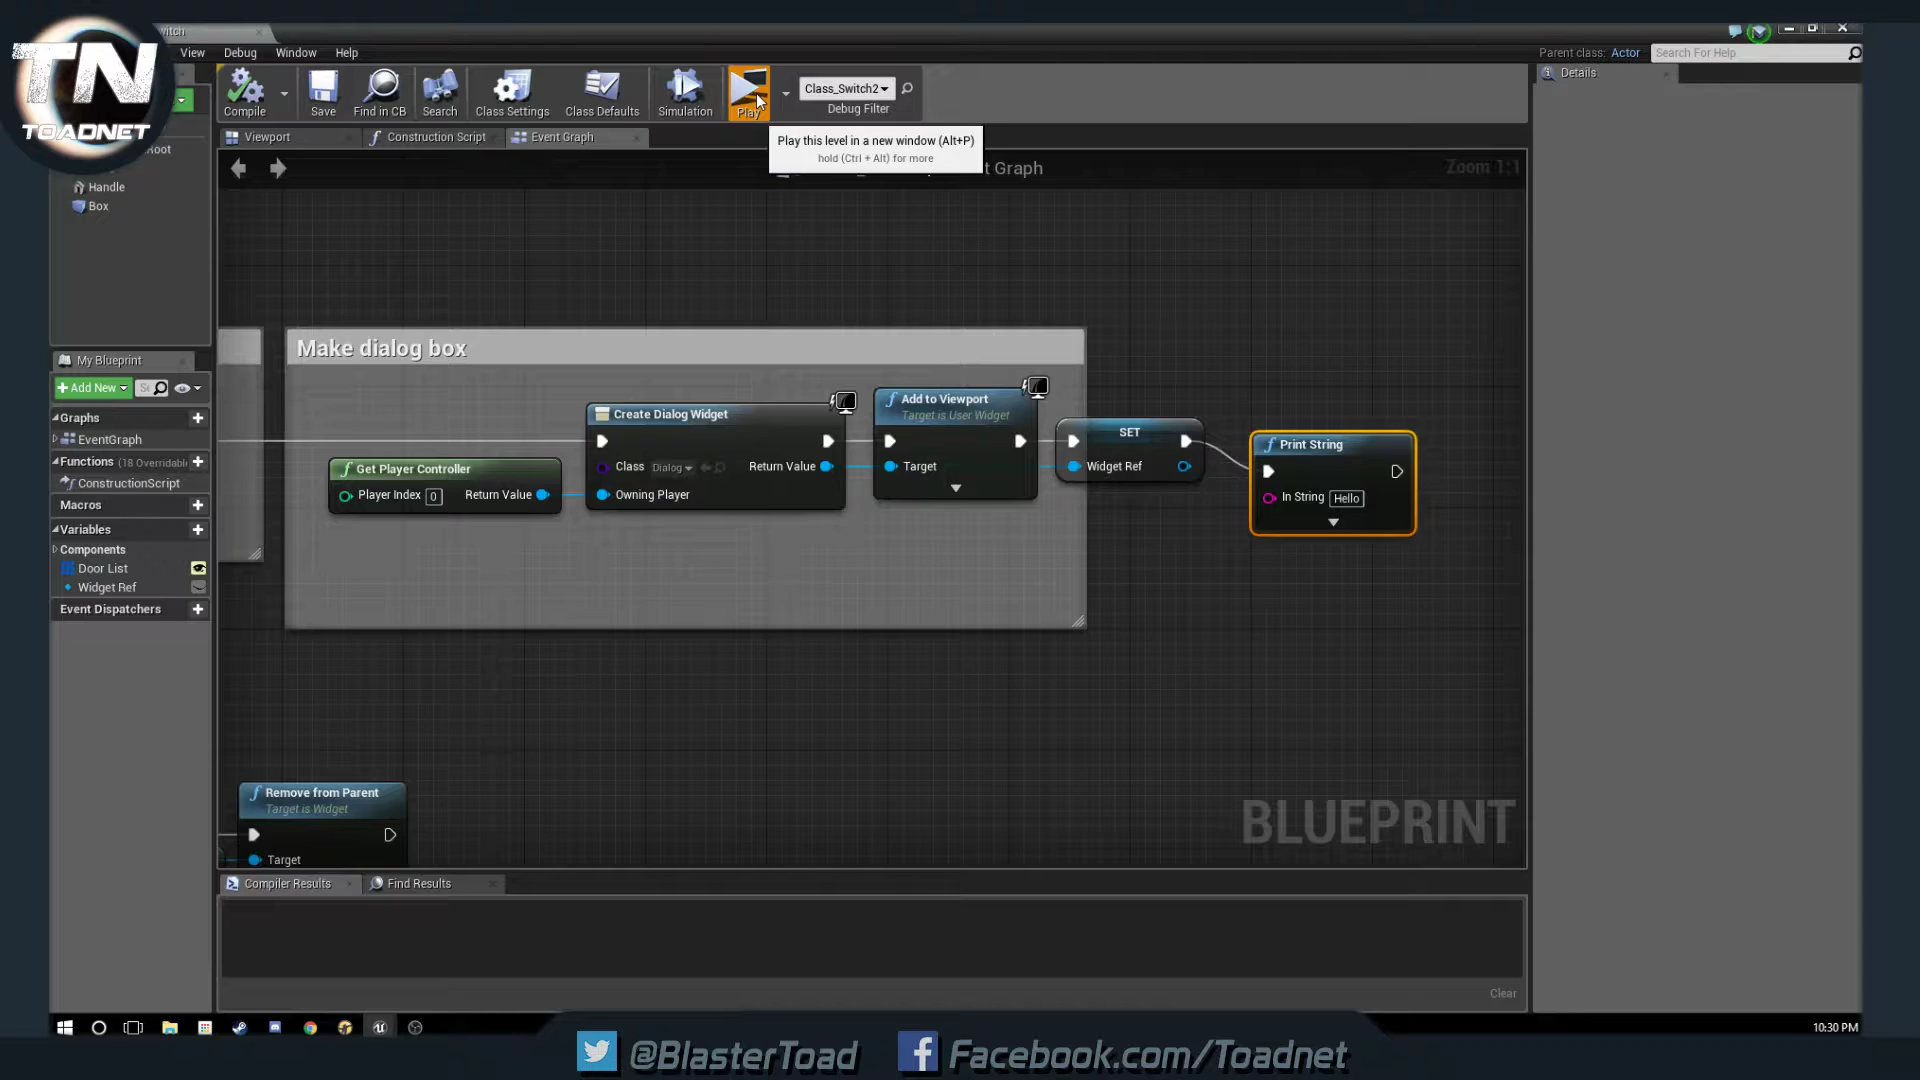 TN
TOADNET
witch
View Debug Window Help
Parent class: Actor
Search For Help
Compile
Save
Find in CB
Search
Class Settings
Class Defaults
Simulation
Play
Class_Switch2
Debug Filter
Details
Viewport
Construction Script
Event Graph
Play this level in a new window (Alt+P)
hold (Ctrl + Alt) for more
t Graph
Zoom 1:1
Root
Handle
Box
My Blueprint
Add New
Graphs
EventGraph
Functions (18 Overridabl
ConstructionScript
Macros
Variables
Components
Door List
Widget Ref
Event Dispatchers
Make dialog box
Get Player Controller
Player Index 0
Return Value
Create Dialog Widget
Class Dialog
Return Value
Owning Player
Add to Viewport
Target is User Widget
Target
SET
Widget Ref
Print String
In String Hello
Remove from Parent
Target is Widget
Target
BLUEPRINT
Compiler Results
Find Results
Clear
10:30 PM
@BlasterToad
Facebook.com/Toadnet